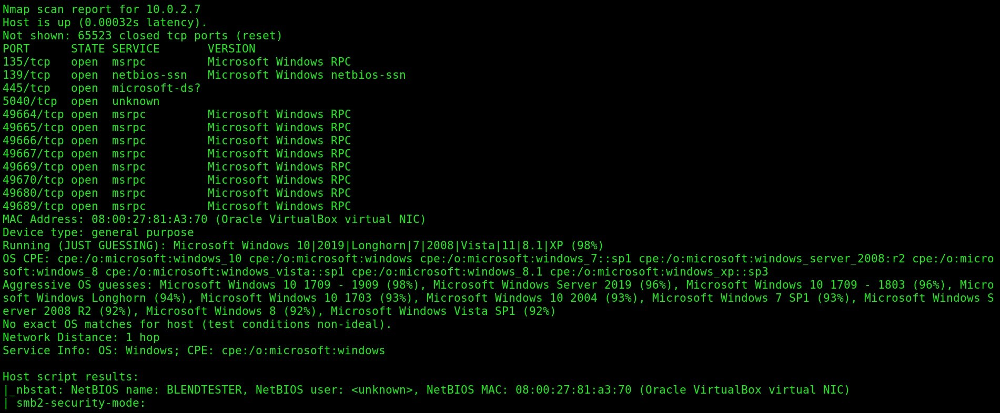 Nmap scan report for 10.0.2.7
Host is up (0.00032s latency).
Not shown: 65523 closed tcp ports (reset)
PORT      STATE SERVICE       VERSION
135/tcp   open  msrpc         Microsoft Windows RPC
139/tcp   open  netbios-ssn   Microsoft Windows netbios-ssn
445/tcp   open  microsoft-ds?
5040/tcp  open  unknown
49664/tcp open  msrpc         Microsoft Windows RPC
49665/tcp open  msrpc         Microsoft Windows RPC
49666/tcp open  msrpc         Microsoft Windows RPC
49667/tcp open  msrpc         Microsoft Windows RPC
49669/tcp open  msrpc         Microsoft Windows RPC
49670/tcp open  msrpc         Microsoft Windows RPC
49680/tcp open  msrpc         Microsoft Windows RPC
49689/tcp open  msrpc         Microsoft Windows RPC
MAC Address: 08:00:27:81:A3:70 (Oracle VirtualBox virtual NIC)
Device type: general purpose
Running (JUST GUESSING): Microsoft Windows 10|2019|Longhorn|7|2008|Vista|11|8.1|XP (98%)
OS CPE: cpe:/o:microsoft:windows_10 cpe:/o:microsoft:windows cpe:/o:microsoft:windows_7::sp1 cpe:/o:microsoft:windows_server_2008:r2 cpe:/o:micro
soft:windows_8 cpe:/o:microsoft:windows_vista::sp1 cpe:/o:microsoft:windows_8.1 cpe:/o:microsoft:windows_xp::sp3
Aggressive OS guesses: Microsoft Windows 10 1709 - 1909 (98%), Microsoft Windows Server 2019 (96%), Microsoft Windows 10 1709 - 1803 (96%), Micro
soft Windows Longhorn (94%), Microsoft Windows 10 1703 (93%), Microsoft Windows 10 2004 (93%), Microsoft Windows 7 SP1 (93%), Microsoft Windows S
erver 2008 R2 (92%), Microsoft Windows 8 (92%), Microsoft Windows Vista SP1 (92%)
No exact OS matches for host (test conditions non-ideal).
Network Distance: 1 hop
Service Info: OS: Windows; CPE: cpe:/o:microsoft:windows

Host script results:
|_nbstat: NetBIOS name: BLENDTESTER, NetBIOS user: <unknown>, NetBIOS MAC: 08:00:27:81:a3:70 (Oracle VirtualBox virtual NIC)
| smb2-security-mode: